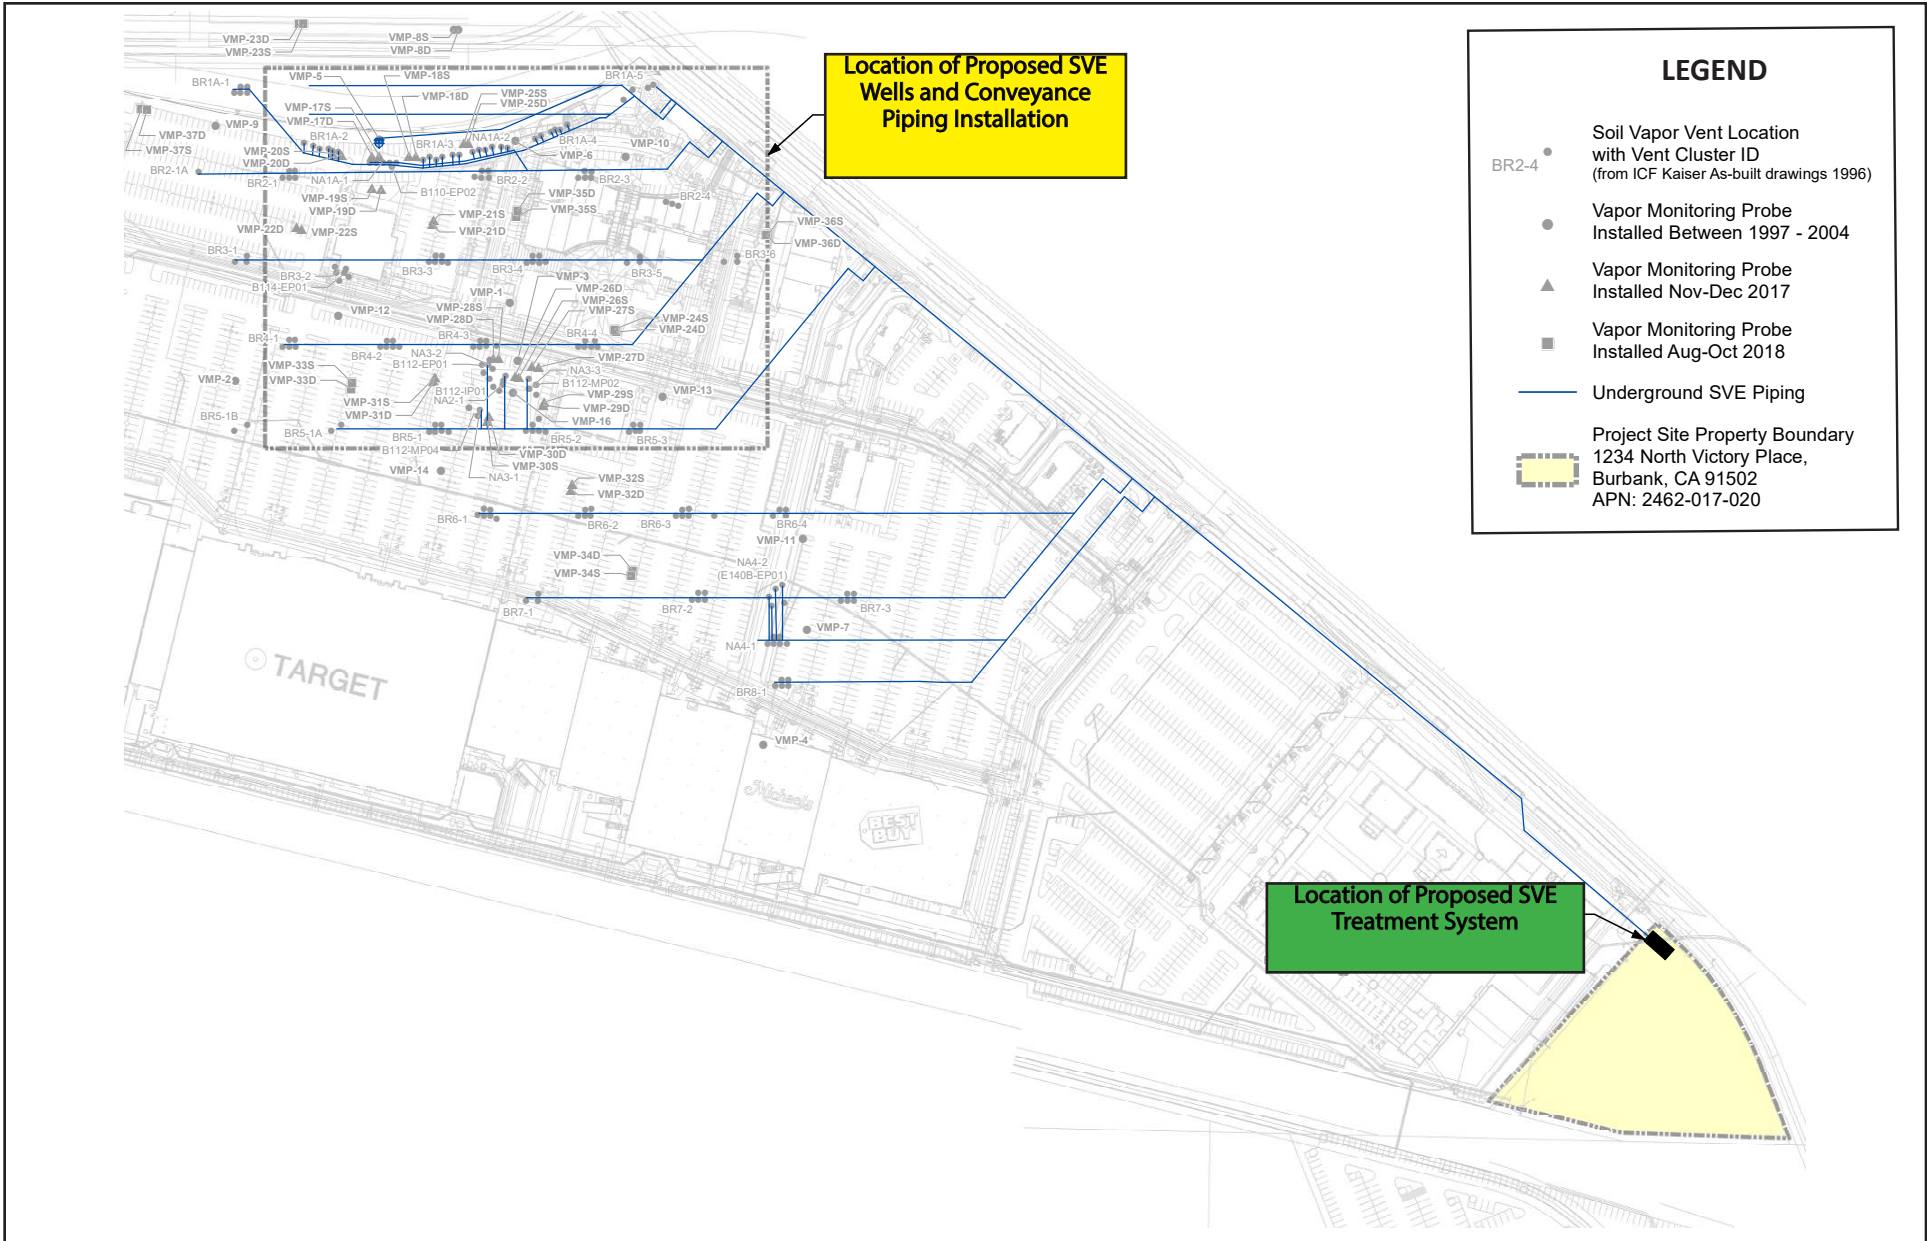 VMP-23D
VMP-23S
VMP-8S
VMP-8D
BR1A-1
VMP-5
VMP-18S
BR1A-5
VMP-18D
VMP-25S
VMP-25D
VMP-17S
VMP-17D
VMP-37D
VMP-37S
VMP-9
BR1A-2
BR1A-3
NA1A-2
BR1A-4
VMP-6
VMP-10
VMP-20S
VMP-20D
BR2-1A
BR2-1
NA1A-1
B110-EP02
BR2-2
BR2-3
VMP-19S
VMP-19D
VMP-35D
VMP-35S
BR2-4
VMP-21S
VMP-21D
VMP-22D
VMP-22S
VMP-36S
VMP-36D
BR3-1
BR3-2
B114-EP01
BR3-3
BR3-4
VMP-3
BR3-5
BR3-6
VMP-1
VMP-26D
VMP-26S
VMP-27S
VMP-28S
VMP-28D
VMP-12
VMP-24S
VMP-24D
BR4-1
BR4-2
BR4-3
BR4-4
NA3-2
B112-EP01
VMP-27D
NA3-3
B112-MP02
VMP-33S
VMP-33D
VMP-2
B112-IP01
NA2-1
VMP-31S
VMP-31D
VMP-29S
VMP-29D
VMP-16
VMP-13
BR5-1B
BR5-1A
BR5-1
B112-MP04
BR5-2
BR5-3
VMP-30D
VMP-30S
VMP-14
NA3-1
VMP-32S
VMP-32D
BR6-1
BR6-2
BR6-3
BR6-4
VMP-11
VMP-34D
VMP-34S
NA4-2
(E140B-EP01)
BR7-1
BR7-2
BR7-3
VMP-7
NA4-1
BR8-1
VMP-4
TARGET
Michaels
BEST
BUY
Location of Proposed SVE
Wells and Conveyance
Piping Installation
Location of Proposed SVE
Treatment System
LEGEND
BR2-4
Soil Vapor Vent Location
with Vent Cluster ID
(from ICF Kaiser As-built drawings 1996)
Vapor Monitoring Probe
Installed Between 1997 - 2004
Vapor Monitoring Probe
Installed Nov-Dec 2017
Vapor Monitoring Probe
Installed Aug-Oct 2018
Underground SVE Piping
Project Site Property Boundary
1234 North Victory Place,
Burbank, CA 91502
APN: 2462-017-020